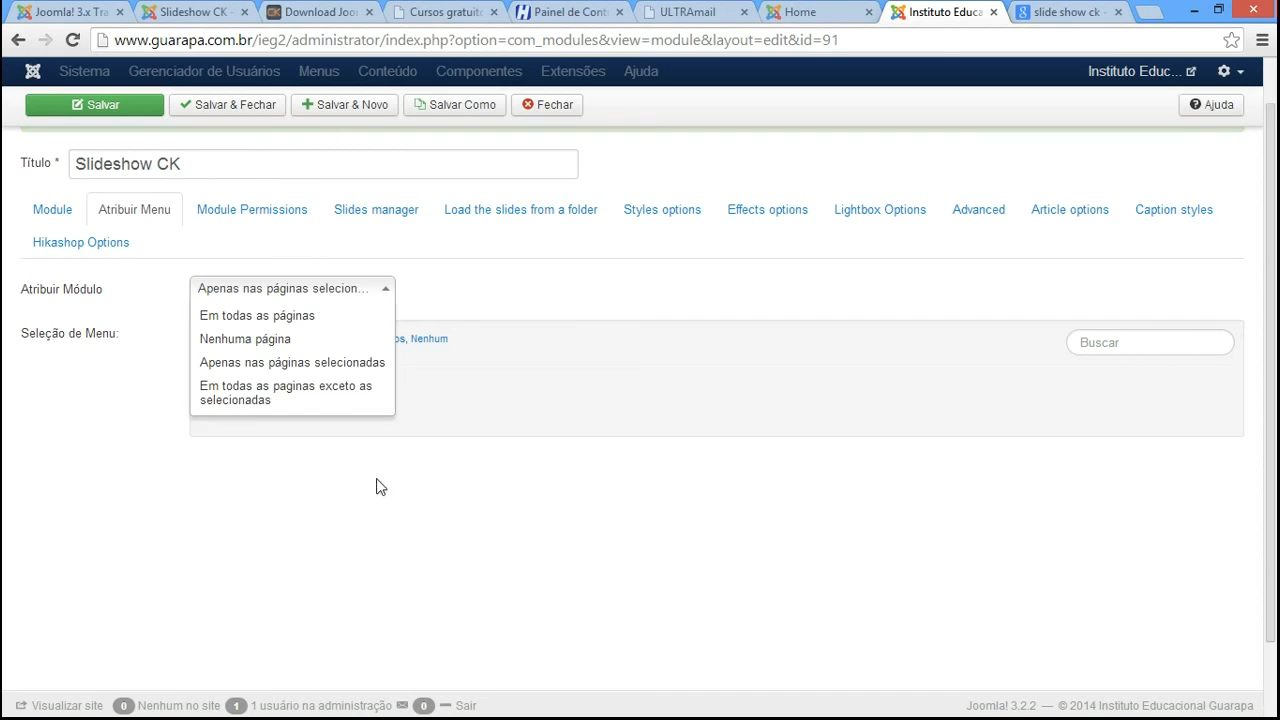 Joomla! 3.x Tra
Slideshow CK -
Download Joo
Cursos gratuito
Painel de Cont
ULTRAmail
Home
Instituto Educa
slide show ck -
www.guarapa.com.br/ieg2/administrator/index.php?option=com_modules&view=module&layout=edit&id=91
Sistema Gerenciador de Usuários Menus Conteúdo Componentes Extensões Ajuda Instituto Educ...
Salvar Salvar & Fechar Salvar & Novo Salvar Como Fechar Ajuda
Título * Slideshow CK
Module Atribuir Menu Module Permissions Slides manager Load the slides from a folder Styles options Effects options Lightbox Options Advanced Article options Caption styles
Hikashop Options
Atribuir Módulo Apenas nas páginas selecion...
Em todas as páginas
Seleção de Menu: Nenhuma página os, Nenhum Buscar
Apenas nas páginas selecionadas
Em todas as paginas exceto as
selecionadas
Visualizar site 0 Nenhum no site 1 1 usuário na administração 0 Sair Joomla! 3.2.2 — © 2014 Instituto Educacional Guarapa